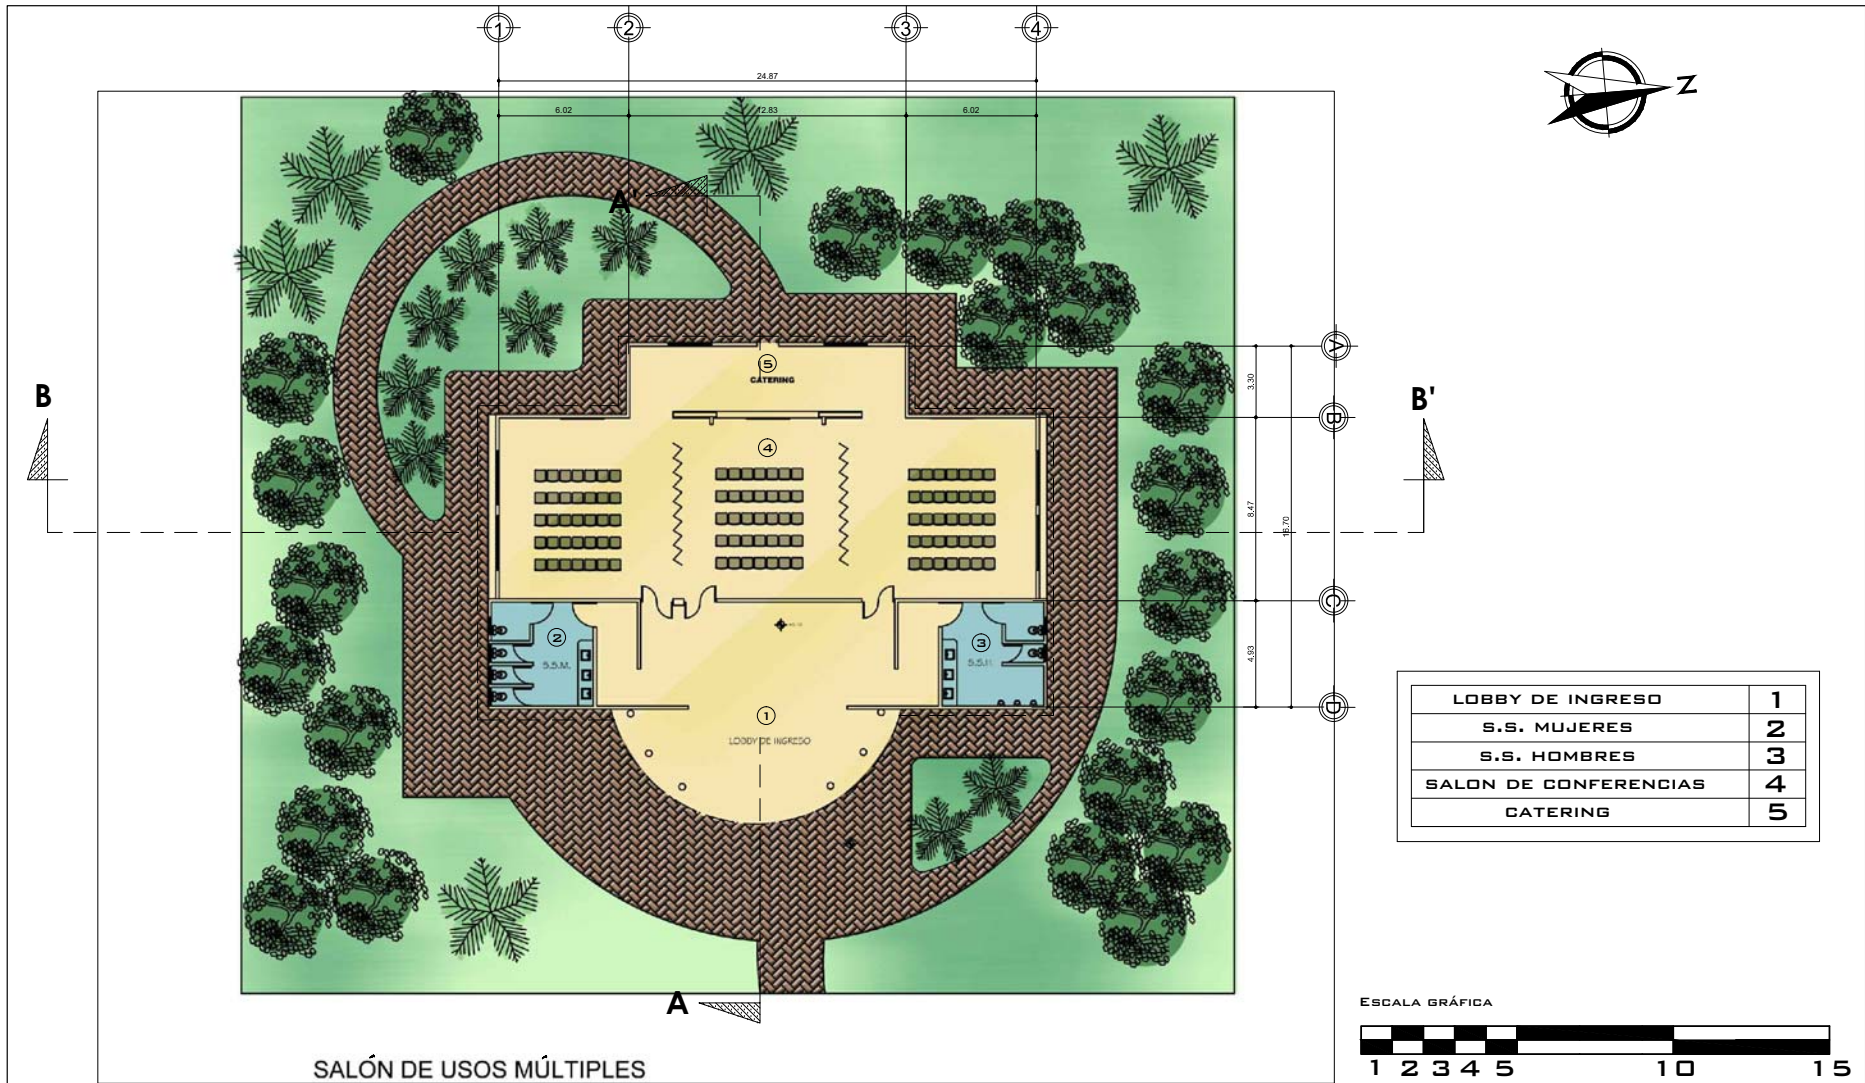 1 2 3 4
24.87
6.02 12.83 6.02
Z
A'
A
5
CATERING
3.30
B B'
B
4
8.47
16.70
C
2
S.S.M.
3
S.S.H.
4.93
D
1
LOBBY DE INGRESO
LOBBY DE INGRESO 1
S.S. MUJERES 2
S.S. HOMBRES 3
SALON DE CONFERENCIAS 4
CATERING 5
A
ESCALA GRÁFICA
1 2 3 4 5 10 15
SALÓN DE USOS MÚLTIPLES